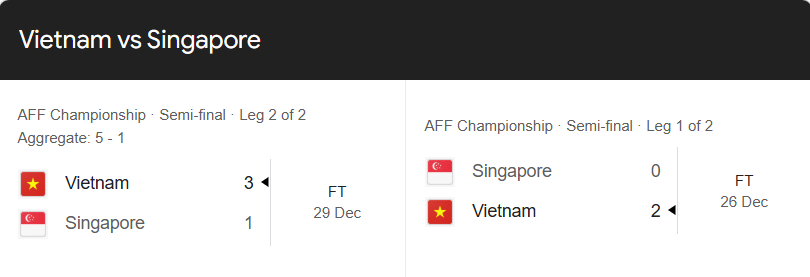 Vietnam vs Singapore
AFF Championship · Semi-final · Leg 2 of 2
Aggregate: 5 - 1
Vietnam 3
Singapore 1
FT
29 Dec
AFF Championship · Semi-final · Leg 1 of 2
Singapore 0
Vietnam 2
FT
26 Dec